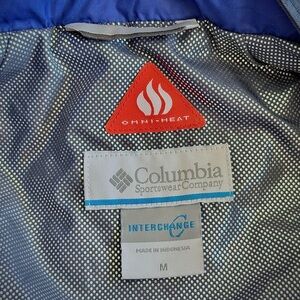 OMNI-HEAT
Columbia
Sportswear Company
INTERCHANGE
MADE IN INDONESIA
M